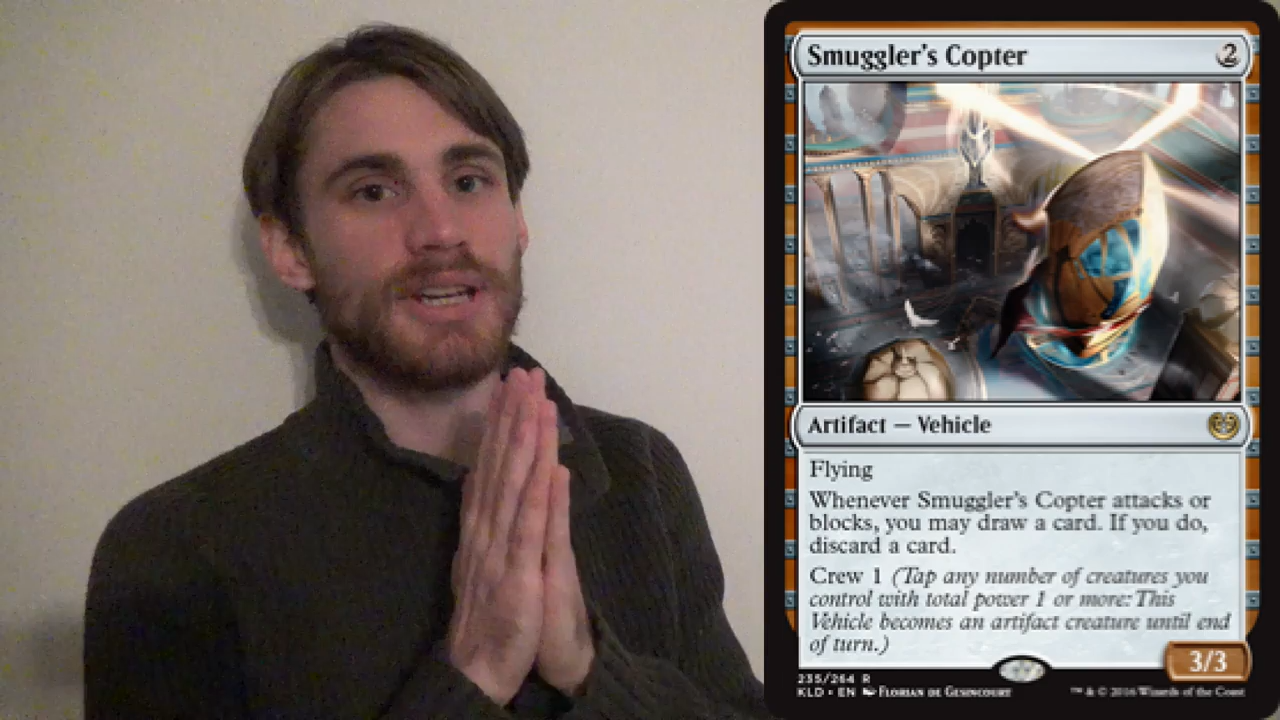 Smuggler's Copter 2
Artifact — Vehicle
Flying
Whenever Smuggler's Copter attacks or
blocks, you may draw a card. If you do,
discard a card.
Crew 1 (Tap any number of creatures you
control with total power 1 or more: This
Vehicle becomes an artifact creature until end
of turn.)
3/3
235/264 R
KLD • EN FLORIAN DE GESINCOURT
™ & © 2016 Wizards of the Coast